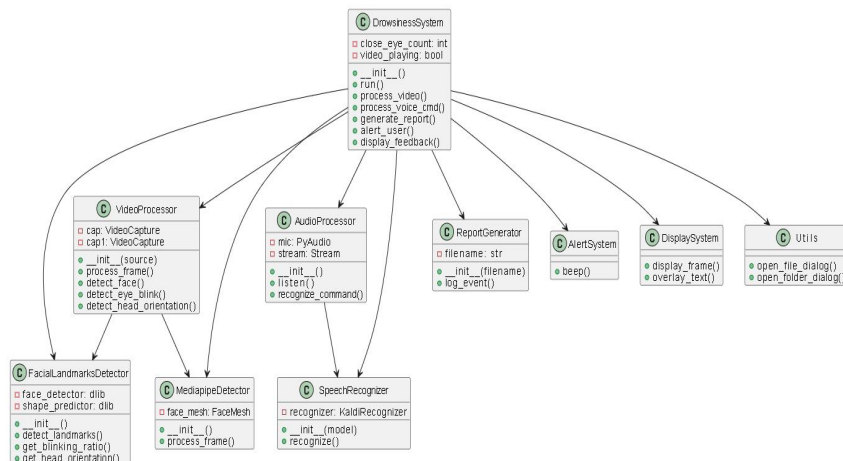 C DrowsinessSystem
close_eye_count: int
video_playing: bool
__init__()
run()
process_video()
process_voice_cmd()
generate_report()
alert_user()
display_feedback()
C VideoProcessor
cap: VideoCapture
cap1: VideoCapture
__init__(source)
process_frame()
detect_face()
detect_eye_blink()
detect_head_orientation()
C AudioProcessor
mic: PyAudio
stream: Stream
__init__()
listen()
recognize_command()
C ReportGenerator
filename: str
__init__(filename)
log_event()
C AlertSystem
beep()
C DisplaySystem
display_frame()
overlay_text()
C Utils
open_file_dialog()
open_folder_dialog()
C FacialLandmarksDetector
face_detector: dlib
shape_predictor: dlib
__init__()
detect_landmarks()
get_blinking_ratio()
get_head_orientation()
C MediapipeDetector
face_mesh: FaceMesh
__init__()
process_frame()
C SpeechRecognizer
recognizer: KaldiRecognizer
__init__(model)
recognize()